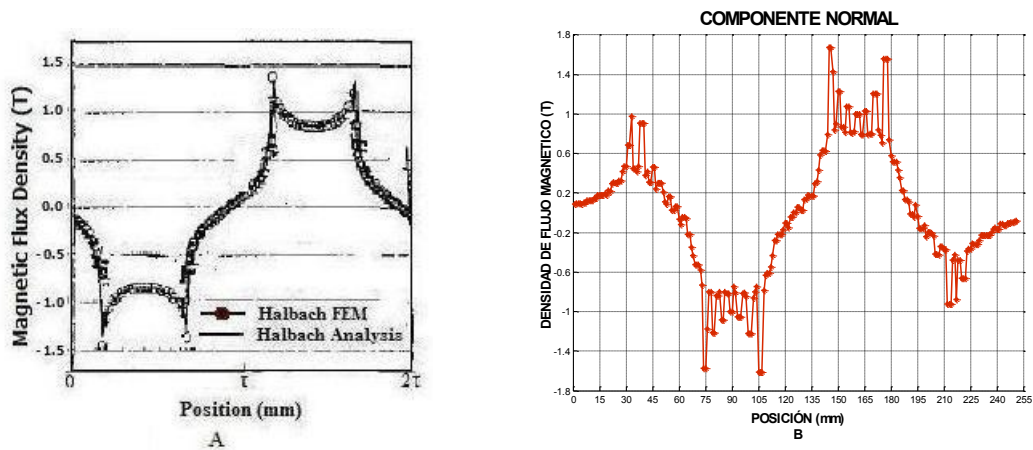 Magnetic Flux Density (T)
1.5
1.0
0.5
0.0
-0.5
-1.0
-1.5
Halbach FEM
Halbach Analysis
0
τ
2τ
Position (mm)
A
COMPONENTE NORMAL
DENSIDAD DE FLUJO MAGNETICO (T)
1.8
1.4
1
0.6
0.2
-0.2
-0.6
-1
-1.4
-1.8
0 15 30 45 60 75 90 105 120 135 150 165 180 195 210 225 240 255
POSICIÓN (mm)
B